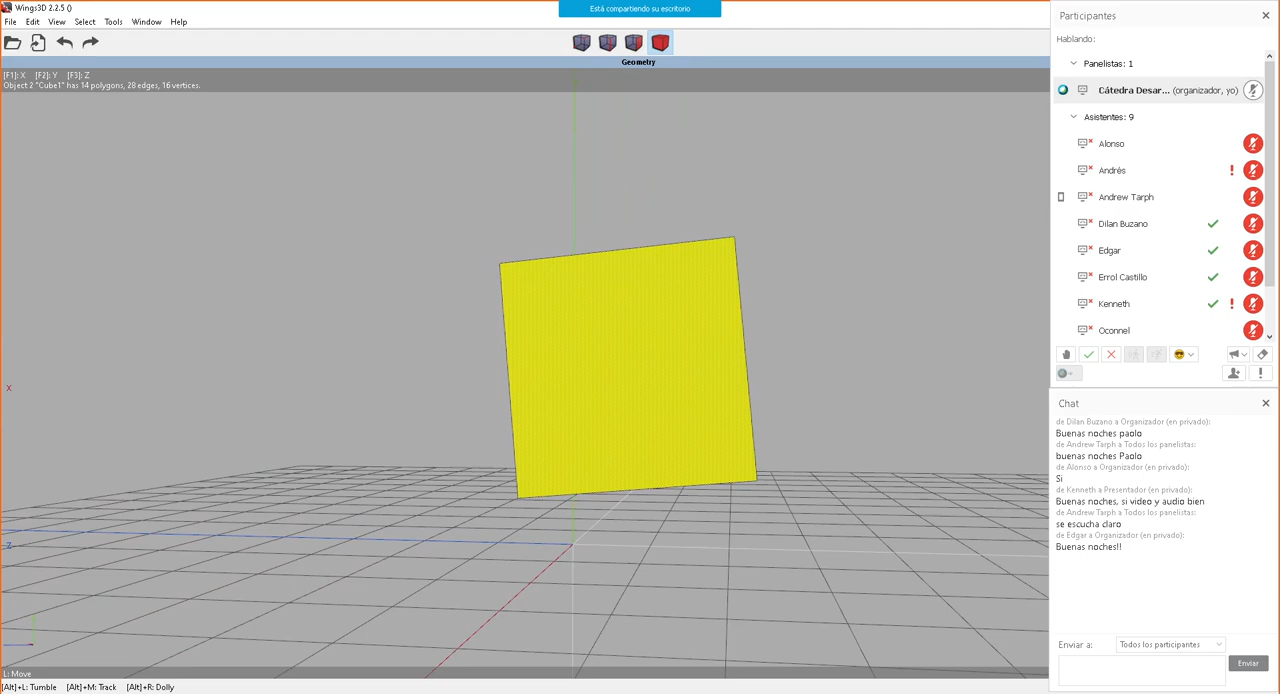 Wings3D 2.2.5 ()
Está compartiendo su escritorio
File Edit View Select Tools Window Help
Geometry
[F1]: X [F2]: Y [F3]: Z
Object 2 "Cube1" has 14 polygons, 28 edges, 16 vertices.
X
Z
L: Move
[Alt]+L: Tumble [Alt]+M: Track [Alt]+R: Dolly
Participantes
Hablando:
Panelistas: 1
Cátedra Desar... (organizador, yo)
Asistentes: 9
Alonso
Andrés
Andrew Tarph
Dilan Buzano
Edgar
Errol Castillo
Kenneth
Oconnel
Chat
de Dilan Buzano a Organizador (en privado):
Buenas noches paolo
de Andrew Tarph a Todos los panelistas:
buenas noches Paolo
de Alonso a Organizador (en privado):
Si
de Kenneth a Presentador (en privado):
Buenas noches, si video y audio bien
de Andrew Tarph a Todos los panelistas:
se escucha claro
de Edgar a Organizador (en privado):
Buenas noches!!
Enviar a: Todos los participantes
Enviar